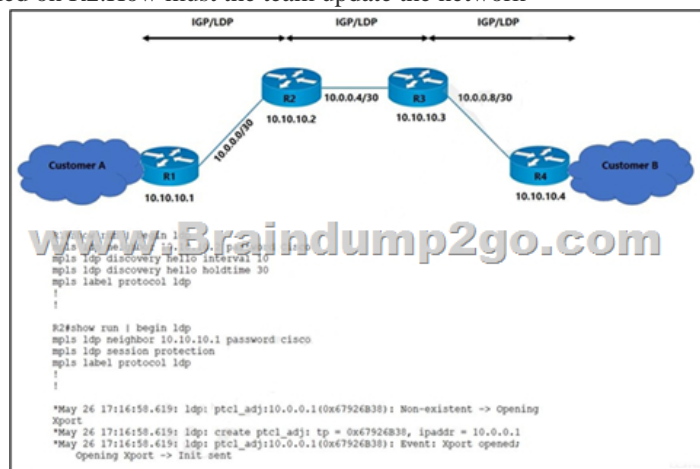 IGP/LDP IGP/LDP IGP/LDP
R2 10.0.0.4/30 R3 10.0.0.8/30
10.10.10.2 10.10.10.3
10.0.0.0/30
Customer A R1 R4 Customer B
10.10.10.1 10.10.10.4
www.Braindump2go.com
mpls ldp discovery hello interval 10
mpls ldp discovery hello holdtime 30
mpls label protocol ldp
!
!
R2#show run | begin ldp
mpls ldp neighbor 10.10.10.1 password cisco
mpls ldp session protection
mpls label protocol ldp
!
!
*May 26 17:16:58.619: ldp: ptcl_adj:10.0.0.1(0x67926B38): Non-existent -> Opening
Xport
*May 26 17:16:58.619: ldp: create ptcl_adj: tp = 0x67926B38, ipaddr = 10.0.0.1
*May 26 17:16:58.619: ldp: ptcl_adj:10.0.0.1(0x67926B38): Event: Xport opened;
Opening Xport -> Init sent